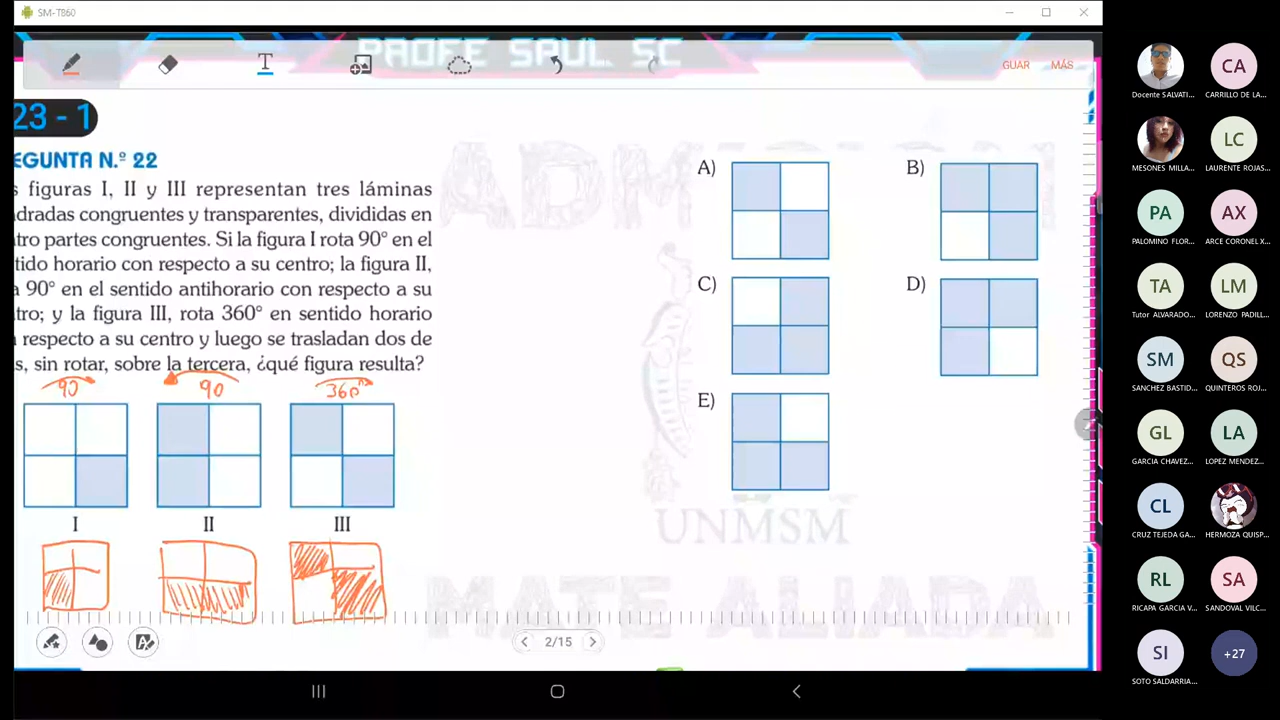 SM-T860
PROFE SAUL SC
T
GUAR
MÁS
23 - 1
EGUNTA N.º 22
s figuras I, II y III representan tres láminas
adradas congruentes y transparentes, divididas en
tro partes congruentes. Si la figura I rota 90° en el
tido horario con respecto a su centro; la figura II,
a 90° en el sentido antihorario con respecto a su
tro; y la figura III, rota 360° en sentido horario
respecto a su centro y luego se trasladan dos de
s, sin rotar, sobre la tercera, ¿qué figura resulta?
90
90
360
I
II
III
A)
B)
C)
D)
E)
UNMSM
MATE ALIADA
2/15
Docente SALVATI...
CA
CARRILLO DE LA...
MESONES MILLA...
LC
LAURENTE ROJAS...
PA
PALOMINO FLOR...
AX
ARCE CORONEL X...
TA
Tutor ALVARADO...
LM
LORENZO PADILL...
SM
SANCHEZ BASTID...
QS
QUINTEROS ROJ...
GL
GARCIA CHAVEZ...
LA
LOPEZ MENDEZ...
CL
CRUZ TEJEDA GA...
HERMOZA QUISP...
RL
RICAPA GARCIA V...
SA
SANDOVAL VILC...
SI
SOTO SALDARRIA...
+27